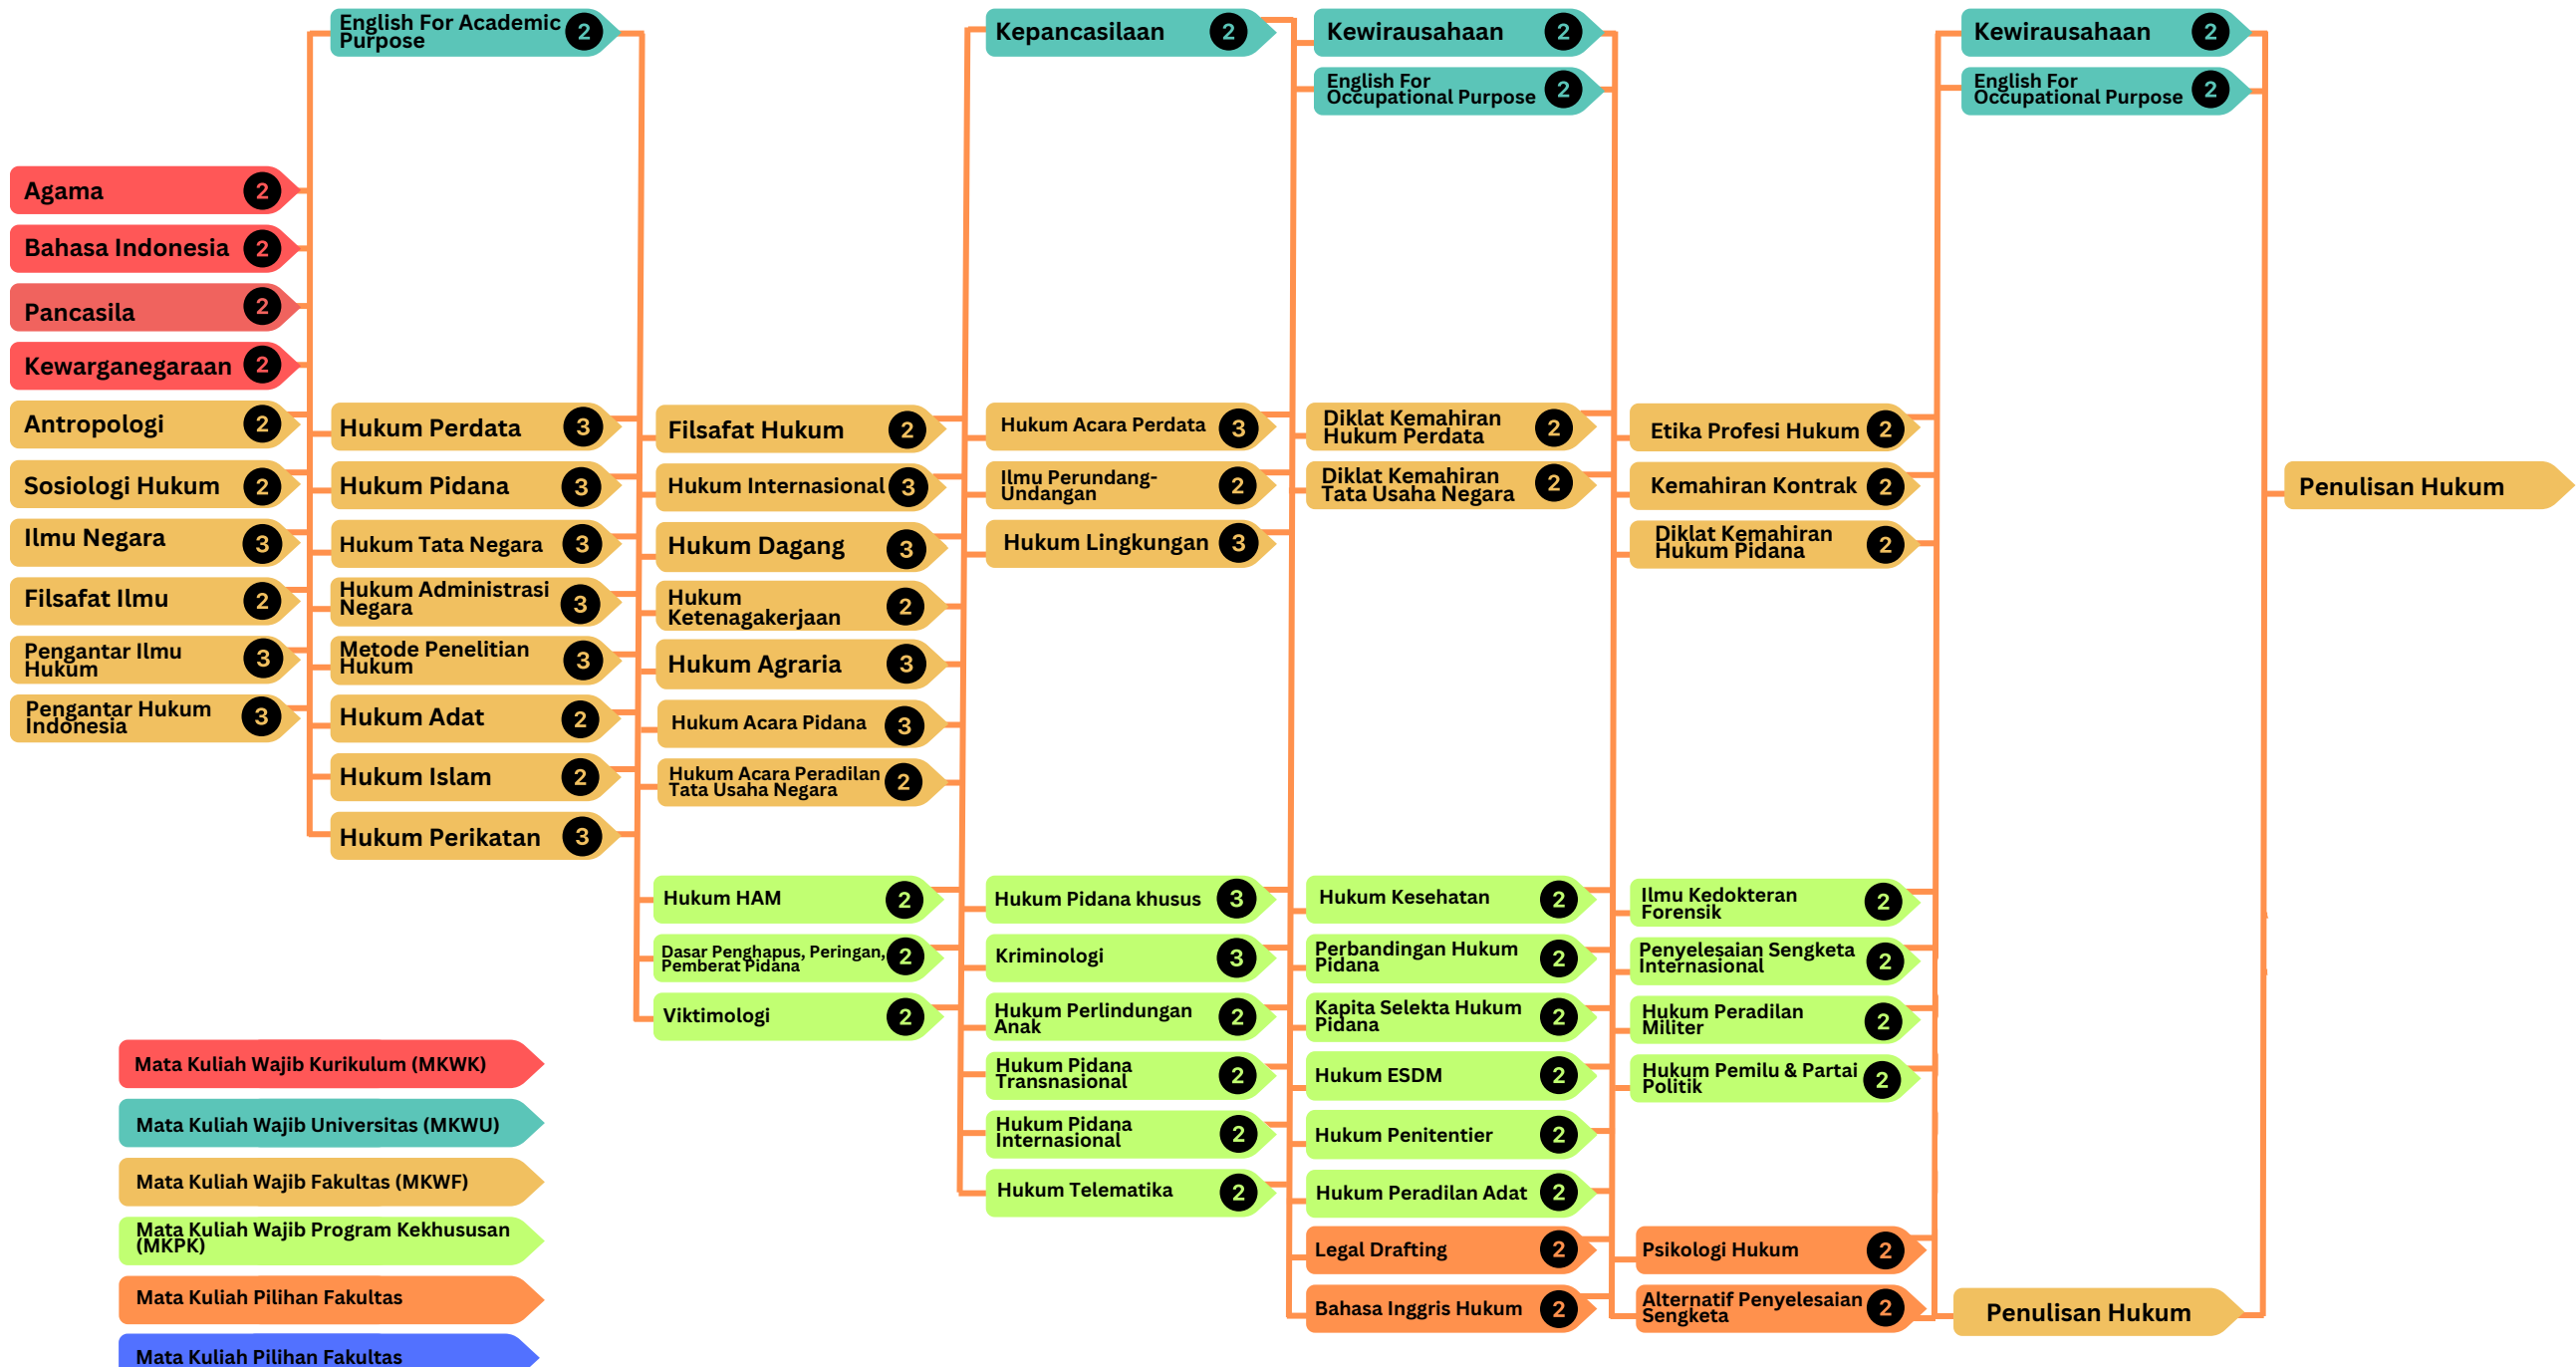 English For Academic
Purpose
2
Agama
2
Bahasa Indonesia
2
Pancasila
2
Kewarganegaraan
2
Antropologi
2
Sosiologi Hukum
2
Ilmu Negara
3
Filsafat Ilmu
2
Pengantar Ilmu
Hukum
3
Pengantar Hukum
Indonesia
3
Hukum Perdata
3
Hukum Pidana
3
Hukum Tata Negara
3
Hukum Administrasi
Negara
3
Metode Penelitian
Hukum
3
Hukum Adat
2
Hukum Islam
2
Hukum Perikatan
3
Filsafat Hukum
2
Hukum Internasional
3
Hukum Dagang
3
Hukum
Ketenagakerjaan
2
Hukum Agraria
3
Hukum Acara Pidana
3
Hukum Acara Peradilan
Tata Usaha Negara
2
Hukum HAM
2
Dasar Penghapus, Peringan,
Pemberat Pidana
2
Viktimologi
2
Kepancasilaan
2
Hukum Acara Perdata
3
Ilmu Perundang-
Undangan
2
Hukum Lingkungan
3
Hukum Pidana khusus
3
Kriminologi
3
Hukum Perlindungan
Anak
2
Hukum Pidana
Transnasional
2
Hukum Pidana
Internasional
2
Hukum Telematika
2
Kewirausahaan
2
English For
Occupational Purpose
2
Diklat Kemahiran
Hukum Perdata
2
Diklat Kemahiran
Tata Usaha Negara
2
Hukum Kesehatan
2
Perbandingan Hukum
Pidana
2
Kapita Selekta Hukum
Pidana
2
Hukum ESDM
2
Hukum Penitentier
2
Hukum Peradilan Adat
2
Legal Drafting
2
Bahasa Inggris Hukum
2
Etika Profesi Hukum
2
Kemahiran Kontrak
2
Diklat Kemahiran
Hukum Pidana
2
Ilmu Kedokteran
Forensik
2
Penyelesaian Sengketa
Internasional
2
Hukum Peradilan
Militer
2
Hukum Pemilu & Partai
Politik
2
Psikologi Hukum
2
Alternatif Penyelesaian
Sengketa
2
Kewirausahaan
2
English For
Occupational Purpose
2
Penulisan Hukum
Penulisan Hukum
Mata Kuliah Wajib Kurikulum (MKWK)
Mata Kuliah Wajib Universitas (MKWU)
Mata Kuliah Wajib Fakultas (MKWF)
Mata Kuliah Wajib Program Kekhususan
(MKPK)
Mata Kuliah Pilihan Fakultas
Mata Kuliah Pilihan Fakultas